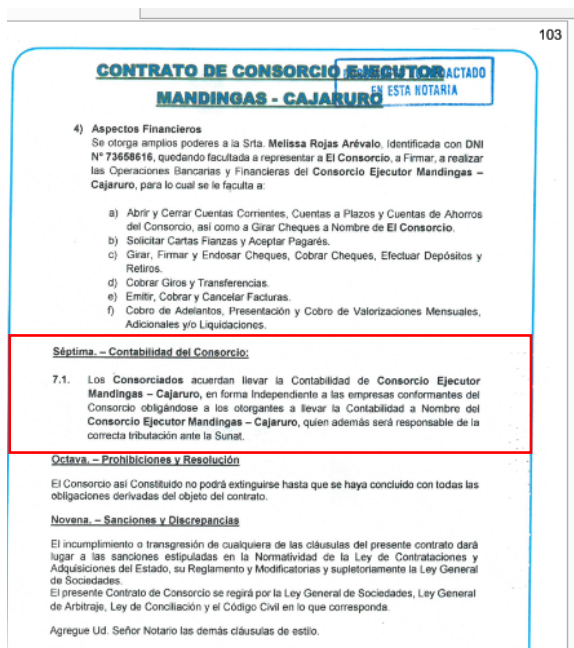 103
CONTRATO DE CONSORCIO EJECUTOR
MANDINGAS - CAJARURO
ACTADO
EN ESTA NOTARIA
4) Aspectos Financieros
Se otorga amplios poderes a la Srta. Melissa Rojas Arévalo, Identificada con DNI
N° 73658616, quedando facultada a representar a El Consorcio, a Firmar, a realizar
las Operaciones Bancarias y Financieras del Consorcio Ejecutor Mandingas –
Cajaruro, para lo cual se le faculta a:
a) Abrir y Cerrar Cuentas Corrientes, Cuentas a Plazos y Cuentas de Ahorros
del Consorcio, así como a Girar Cheques a Nombre de El Consorcio.
b) Solicitar Cartas Fianzas y Aceptar Pagarés.
c) Girar, Firmar y Endosar Cheques, Cobrar Cheques, Efectuar Depósitos y
Retiros.
d) Cobrar Giros y Transferencias.
e) Emitir, Cobrar y Cancelar Facturas.
f) Cobro de Adelantos, Presentación y Cobro de Valorizaciones Mensuales,
Adicionales y/o Liquidaciones.
Séptima. – Contabilidad del Consorcio:
7.1. Los Consorciados acuerdan llevar la Contabilidad de Consorcio Ejecutor
Mandingas – Cajaruro, en forma Independiente a las empresas conformantes del
Consorcio obligándose a los otorgantes a llevar la Contabilidad a Nombre del
Consorcio Ejecutor Mandingas – Cajaruro, quien además será responsable de la
correcta tributación ante la Sunat.
Octava. – Prohibiciones y Resolución
El Consorcio así Constituido no podrá extinguirse hasta que se haya concluido con todas las
obligaciones derivadas del objeto del contrato.
Novena. – Sanciones y Discrepancias
El incumplimiento o transgresión de cualquiera de las cláusulas del presente contrato dará
lugar a las sanciones estipuladas en la Normatividad de la Ley de Contrataciones y
Adquisiciones del Estado, su Reglamento y Modificatorias y supletoriamente la Ley General
de Sociedades.
El presente Contrato de Consorcio se regirá por la Ley General de Sociedades, Ley General
de Arbitraje, Ley de Conciliación y el Código Civil en lo que corresponda.
Agregue Ud. Señor Notario las demás cláusulas de estilo.